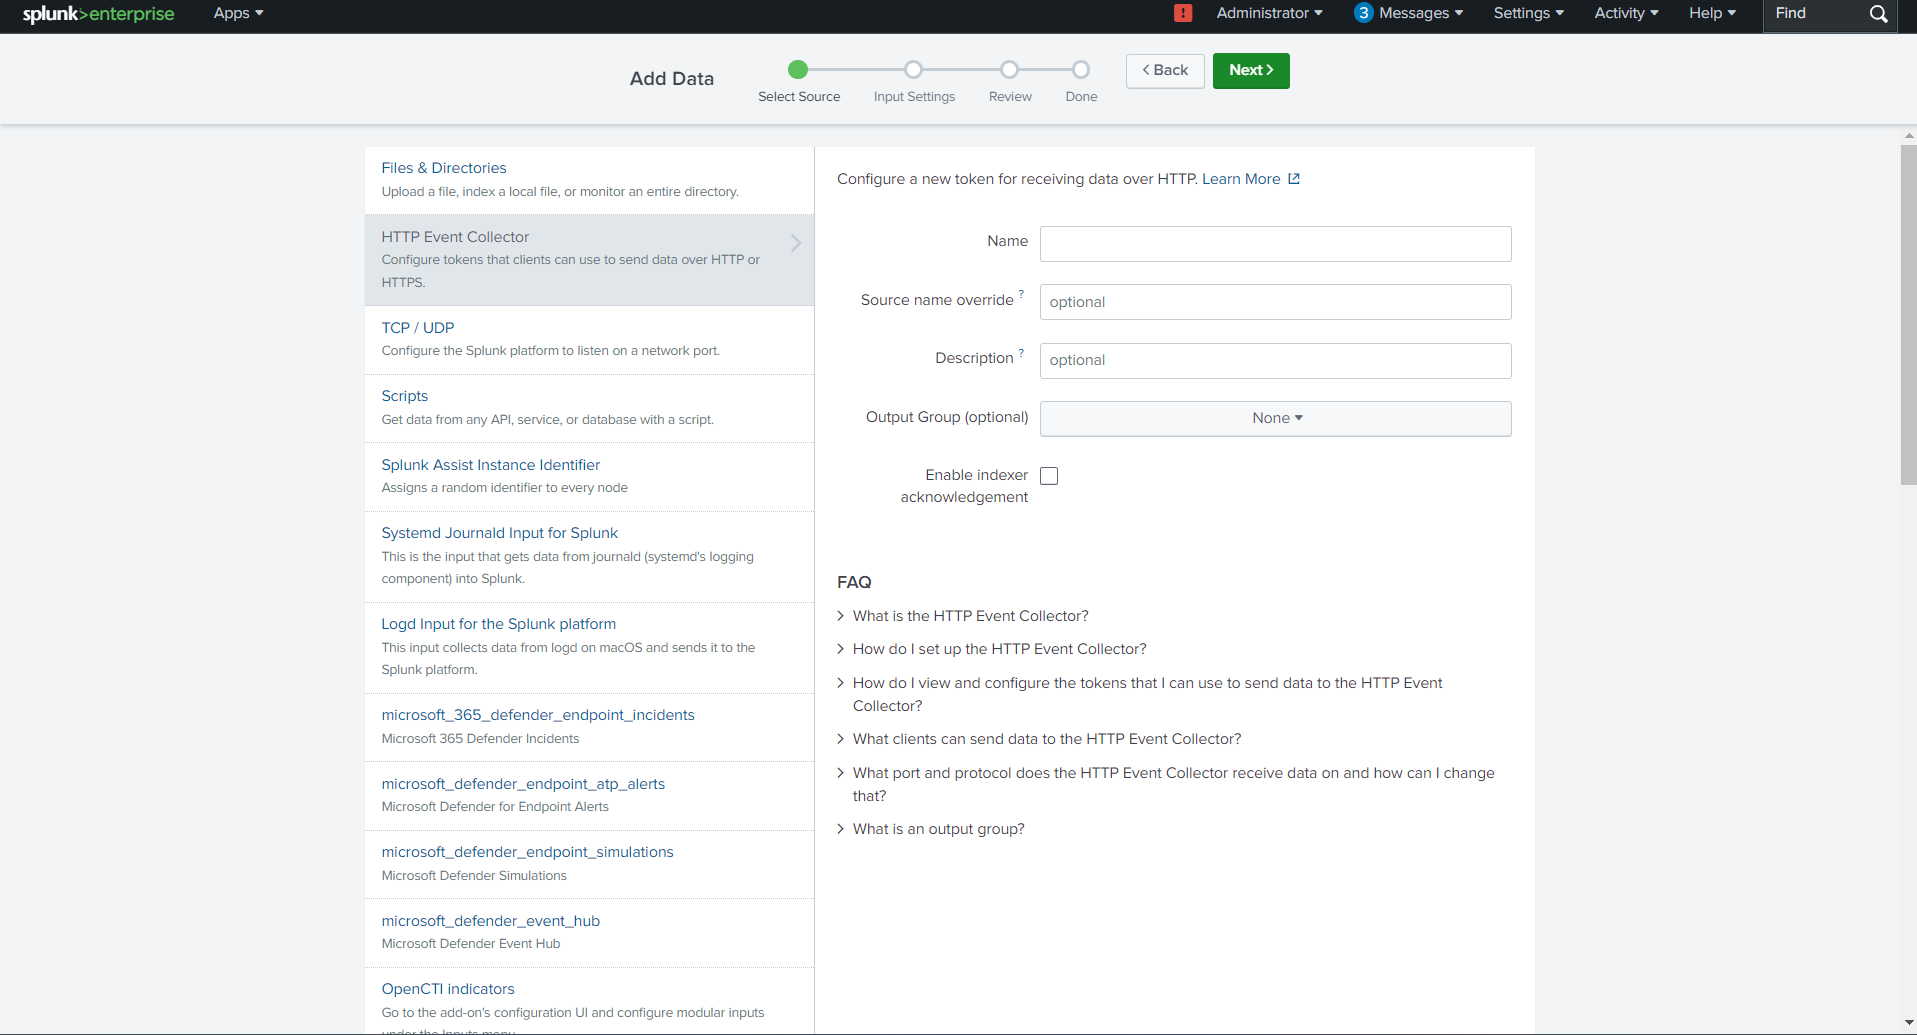 splunk>enterprise Apps ! Administrator 3 Messages Settings Activity Help Find
Add Data
Select Source Input Settings Review Done
< Back Next >
Files & Directories
Upload a file, index a local file, or monitor an entire directory.
HTTP Event Collector
Configure tokens that clients can use to send data over HTTP or
HTTPS.
TCP / UDP
Configure the Splunk platform to listen on a network port.
Scripts
Get data from any API, service, or database with a script.
Splunk Assist Instance Identifier
Assigns a random identifier to every node
Systemd Journald Input for Splunk
This is the input that gets data from journald (systemd's logging
component) into Splunk.
Logd Input for the Splunk platform
This input collects data from logd on macOS and sends it to the
Splunk platform.
microsoft_365_defender_endpoint_incidents
Microsoft 365 Defender Incidents
microsoft_defender_endpoint_atp_alerts
Microsoft Defender for Endpoint Alerts
microsoft_defender_endpoint_simulations
Microsoft Defender Simulations
microsoft_defender_event_hub
Microsoft Defender Event Hub
OpenCTI indicators
Go to the add-on's configuration UI and configure modular inputs
under the Inputs menu
Configure a new token for receiving data over HTTP. Learn More
Name
Source name override ? optional
Description ? optional
Output Group (optional) None
Enable indexer
acknowledgement
FAQ
> What is the HTTP Event Collector?
> How do I set up the HTTP Event Collector?
> How do I view and configure the tokens that I can use to send data to the HTTP Event
Collector?
> What clients can send data to the HTTP Event Collector?
> What port and protocol does the HTTP Event Collector receive data on and how can I change
that?
> What is an output group?